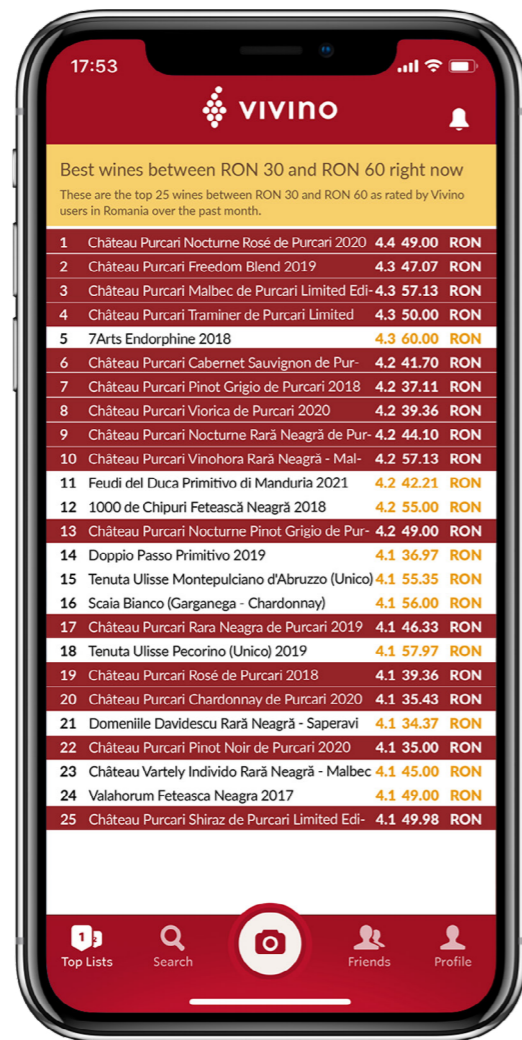 17:53
VIVINO
Best wines between RON 30 and RON 60 right now
These are the top 25 wines between RON 30 and RON 60 as rated by Vivino
users in Romania over the past month.
1 Château Purcari Nocturne Rosé de Purcari 2020 4.4 49.00 RON
2 Château Purcari Freedom Blend 2019 4.3 47.07 RON
3 Château Purcari Malbec de Purcari Limited Edi- 4.3 57.13 RON
4 Château Purcari Traminer de Purcari Limited 4.3 50.00 RON
5 7Arts Endorphine 2018 4.3 60.00 RON
6 Château Purcari Cabernet Sauvignon de Pur- 4.2 41.70 RON
7 Château Purcari Pinot Grigio de Purcari 2018 4.2 37.11 RON
8 Château Purcari Viorica de Purcari 2020 4.2 39.36 RON
9 Château Purcari Nocturne Rară Neagră de Pur- 4.2 44.10 RON
10 Château Purcari Vinohora Rară Neagră - Mal- 4.2 57.13 RON
11 Feudi del Duca Primitivo di Manduria 2021 4.2 42.21 RON
12 1000 de Chipuri Fetească Neagră 2018 4.2 55.00 RON
13 Château Purcari Nocturne Pinot Grigio de Pur- 4.2 49.00 RON
14 Doppio Passo Primitivo 2019 4.1 36.97 RON
15 Tenuta Ulisse Montepulciano d'Abruzzo (Unico) 4.1 55.35 RON
16 Scaia Bianco (Garganega - Chardonnay) 4.1 56.00 RON
17 Château Purcari Rara Neagra de Purcari 2019 4.1 46.33 RON
18 Tenuta Ulisse Pecorino (Unico) 2019 4.1 57.97 RON
19 Château Purcari Rosé de Purcari 2018 4.1 39.36 RON
20 Château Purcari Chardonnay de Purcari 2020 4.1 35.43 RON
21 Domeniile Davidescu Rară Neagră - Saperavi 4.1 34.37 RON
22 Château Purcari Pinot Noir de Purcari 2020 4.1 35.00 RON
23 Château Vartely Individo Rară Neagră - Malbec 4.1 45.00 RON
24 Valahorum Feteasca Neagra 2017 4.1 49.00 RON
25 Château Purcari Shiraz de Purcari Limited Edi- 4.1 49.98 RON
1 2
Top Lists Search Friends Profile